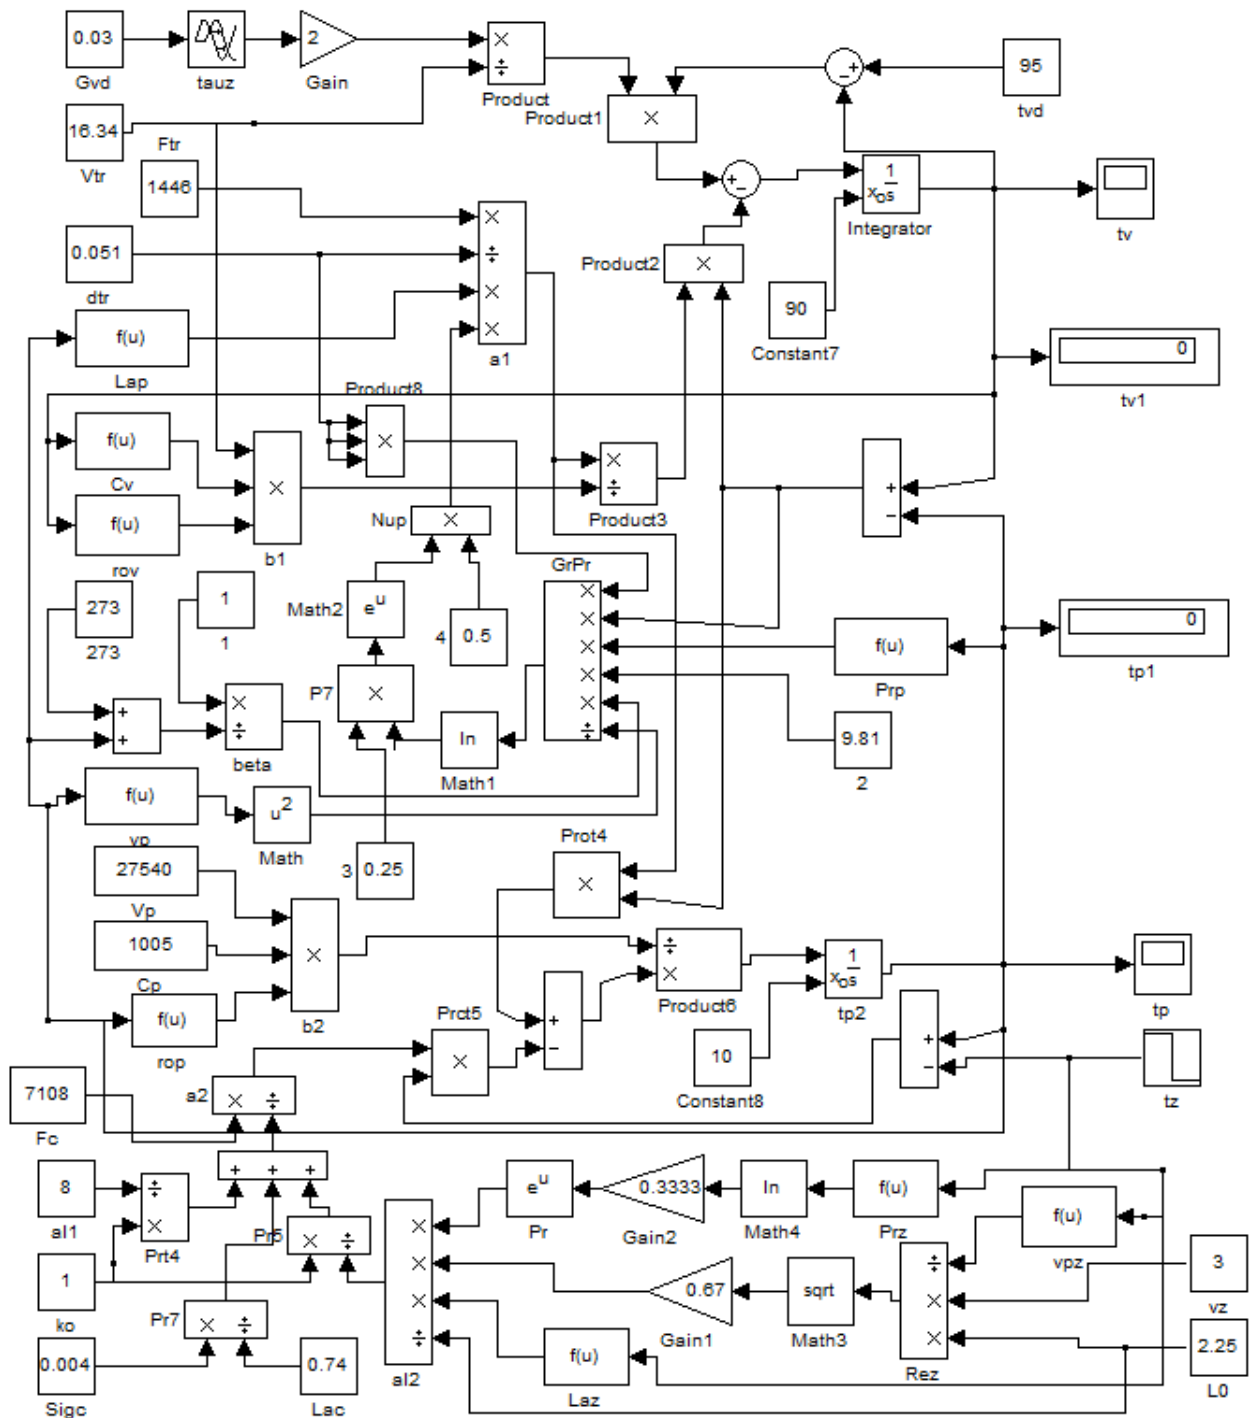 0.03
Gvd
tauz
2
Gain
×
÷
Product
95
tvd
16.34
Vtr
Ftr
1446
Product1
×
1
xos
Integrator
tv
0.051
dtr
×
÷
×
×
a1
Product2
×
90
Constant7
f(u)
Lap
0
tv1
Product8
×
f(u)
Cv
f(u)
rov
×
b1
×
÷
Product3
+
−
Nup
×
GrPr
273
273
1
1
Math2
e^u
4
0.5
×
×
×
×
×
÷
f(u)
Prp
0
tp1
P7
×
+
+
×
÷
beta
ln
Math1
9.81
2
f(u)
vp
u^2
Math
3
0.25
Prot4
×
27540
Vp
1005
Cp
f(u)
rop
×
b2
÷
×
Product6
1
xos
tp2
tp
Prct5
×
+
−
10
Constant8
+
−
tz
7108
Fc
a2
× ÷
+ + +
8
al1
÷
×
Prt4
Pr5
× ÷
e^u
Pr
0.3333
Gain2
ln
Math4
f(u)
Prz
f(u)
vpz
1
ko
×
×
×
÷
al2
0.67
Gain1
sqrt
Math3
÷
×
×
Rez
3
vz
Pr7
× ÷
0.004
Sigc
0.74
Lac
f(u)
Laz
2.25
L0